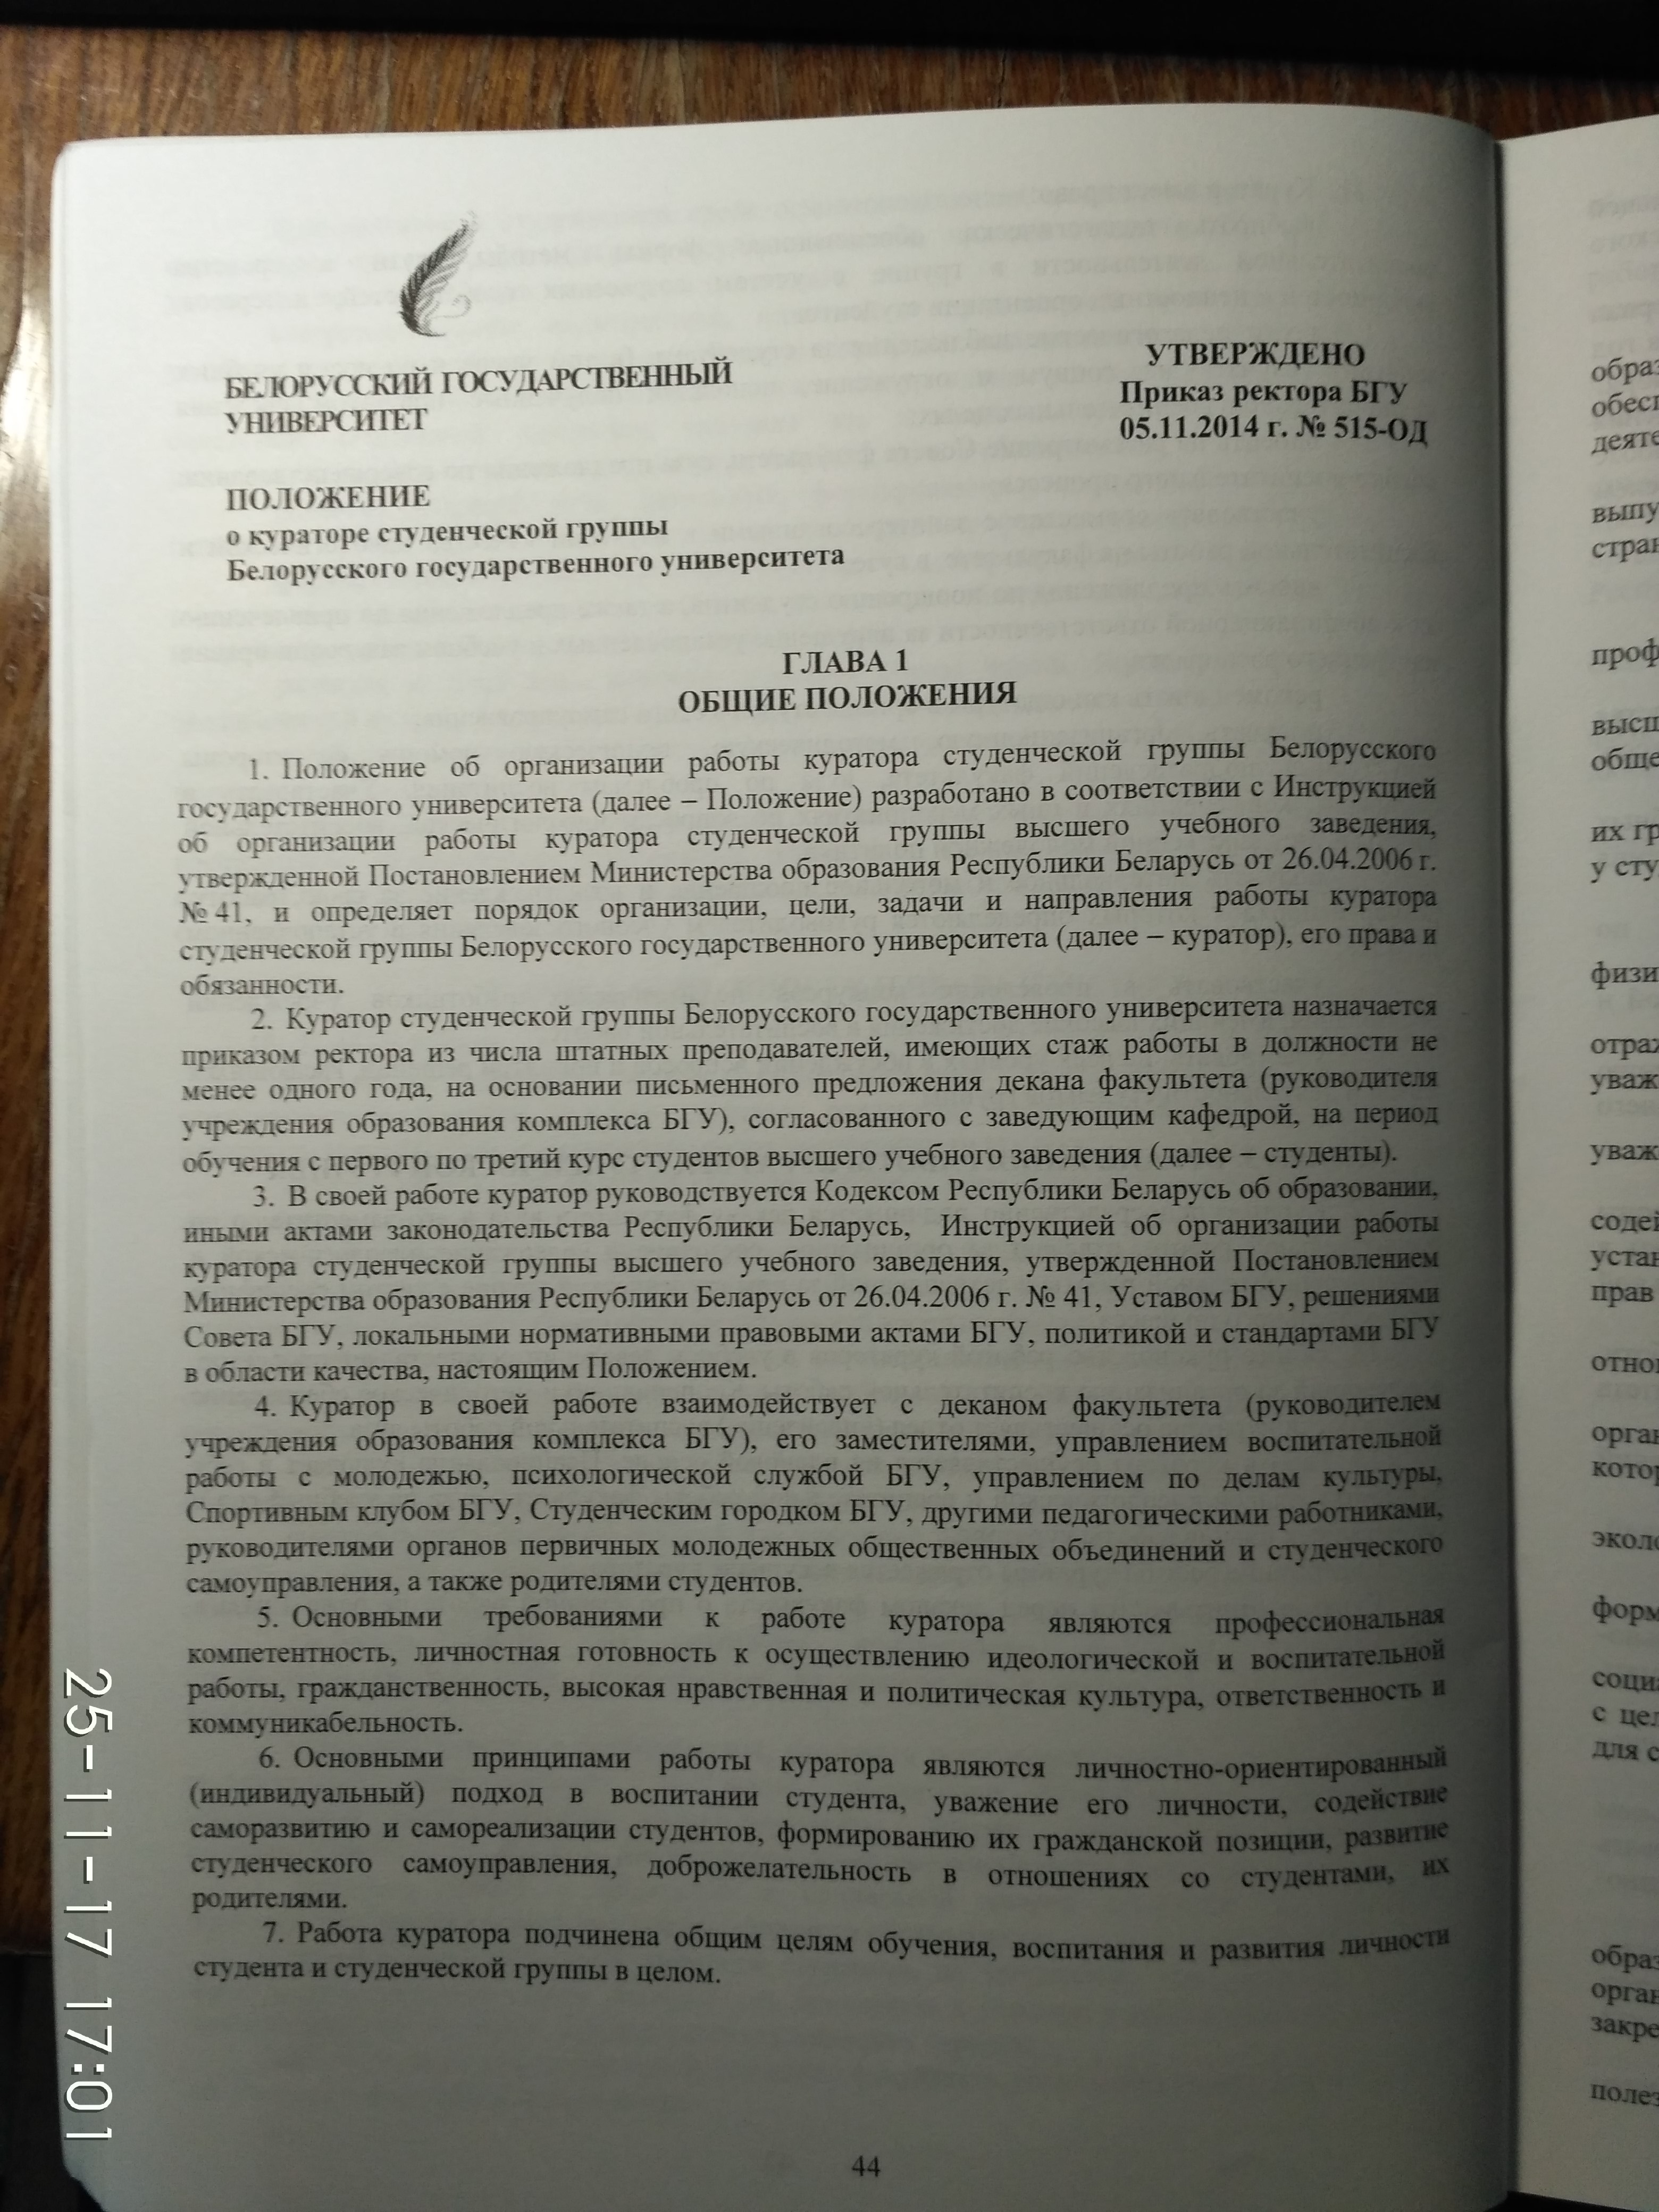 БЕЛОРУССКИЙ ГОСУДАРСТВЕННЫЙ
УНИВЕРСИТЕТ
УТВЕРЖДЕНО
Приказ ректора БГУ
05.11.2014 г. № 515-ОД
ПОЛОЖЕНИЕ
о кураторе студенческой группы
Белорусского государственного университета
ГЛАВА 1
ОБЩИЕ ПОЛОЖЕНИЯ
1. Положение об организации работы куратора студенческой группы Белорусского
государственного университета (далее – Положение) разработано в соответствии с Инструкцией
об организации работы куратора студенческой группы высшего учебного заведения,
утвержденной Постановлением Министерства образования Республики Беларусь от 26.04.2006 г.
№ 41, и определяет порядок организации, цели, задачи и направления работы куратора
студенческой группы Белорусского государственного университета (далее – куратор), его права и
обязанности.
2. Куратор студенческой группы Белорусского государственного университета назначается
приказом ректора из числа штатных преподавателей, имеющих стаж работы в должности не
менее одного года, на основании письменного предложения декана факультета (руководителя
учреждения образования комплекса БГУ), согласованного с заведующим кафедрой, на период
обучения с первого по третий курс студентов высшего учебного заведения (далее – студенты).
3. В своей работе куратор руководствуется Кодексом Республики Беларусь об образовании,
иными актами законодательства Республики Беларусь, Инструкцией об организации работы
куратора студенческой группы высшего учебного заведения, утвержденной Постановлением
Министерства образования Республики Беларусь от 26.04.2006 г. № 41, Уставом БГУ, решениями
Совета БГУ, локальными нормативными правовыми актами БГУ, политикой и стандартами БГУ
в области качества, настоящим Положением.
4. Куратор в своей работе взаимодействует с деканом факультета (руководителем
учреждения образования комплекса БГУ), его заместителями, управлением воспитательной
работы с молодежью, психологической службой БГУ, управлением по делам культуры,
Спортивным клубом БГУ, Студенческим городком БГУ, другими педагогическими работниками,
руководителями органов первичных молодежных общественных объединений и студенческого
самоуправления, а также родителями студентов.
5. Основными требованиями к работе куратора являются профессиональная
компетентность, личностная готовность к осуществлению идеологической и воспитательной
работы, гражданственность, высокая нравственная и политическая культура, ответственность и
коммуникабельность.
6. Основными принципами работы куратора являются личностно-ориентированный
(индивидуальный) подход в воспитании студента, уважение его личности, содействие
саморазвитию и самореализации студентов, формированию их гражданской позиции, развитие
студенческого самоуправления, доброжелательность в отношениях со студентами, их
родителями.
7. Работа куратора подчинена общим целям обучения, воспитания и развития личности
студента и студенческой группы в целом.
44
25-11-17 17:01